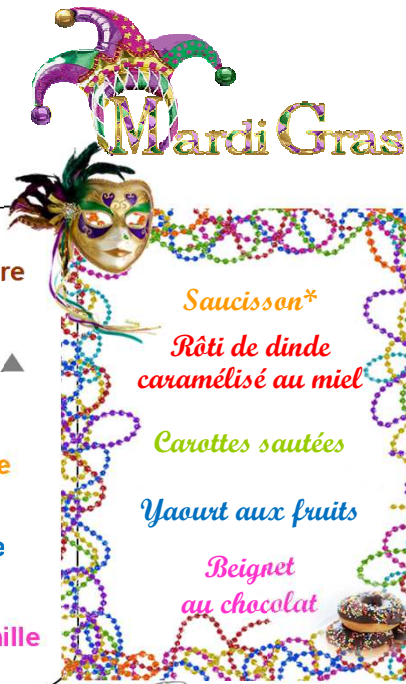 Mardi Gras
Saucisson*
Rôti de dinde
caramélisé au miel
Carottes sautées
Yaourt aux fruits
Beignet
au chocolat